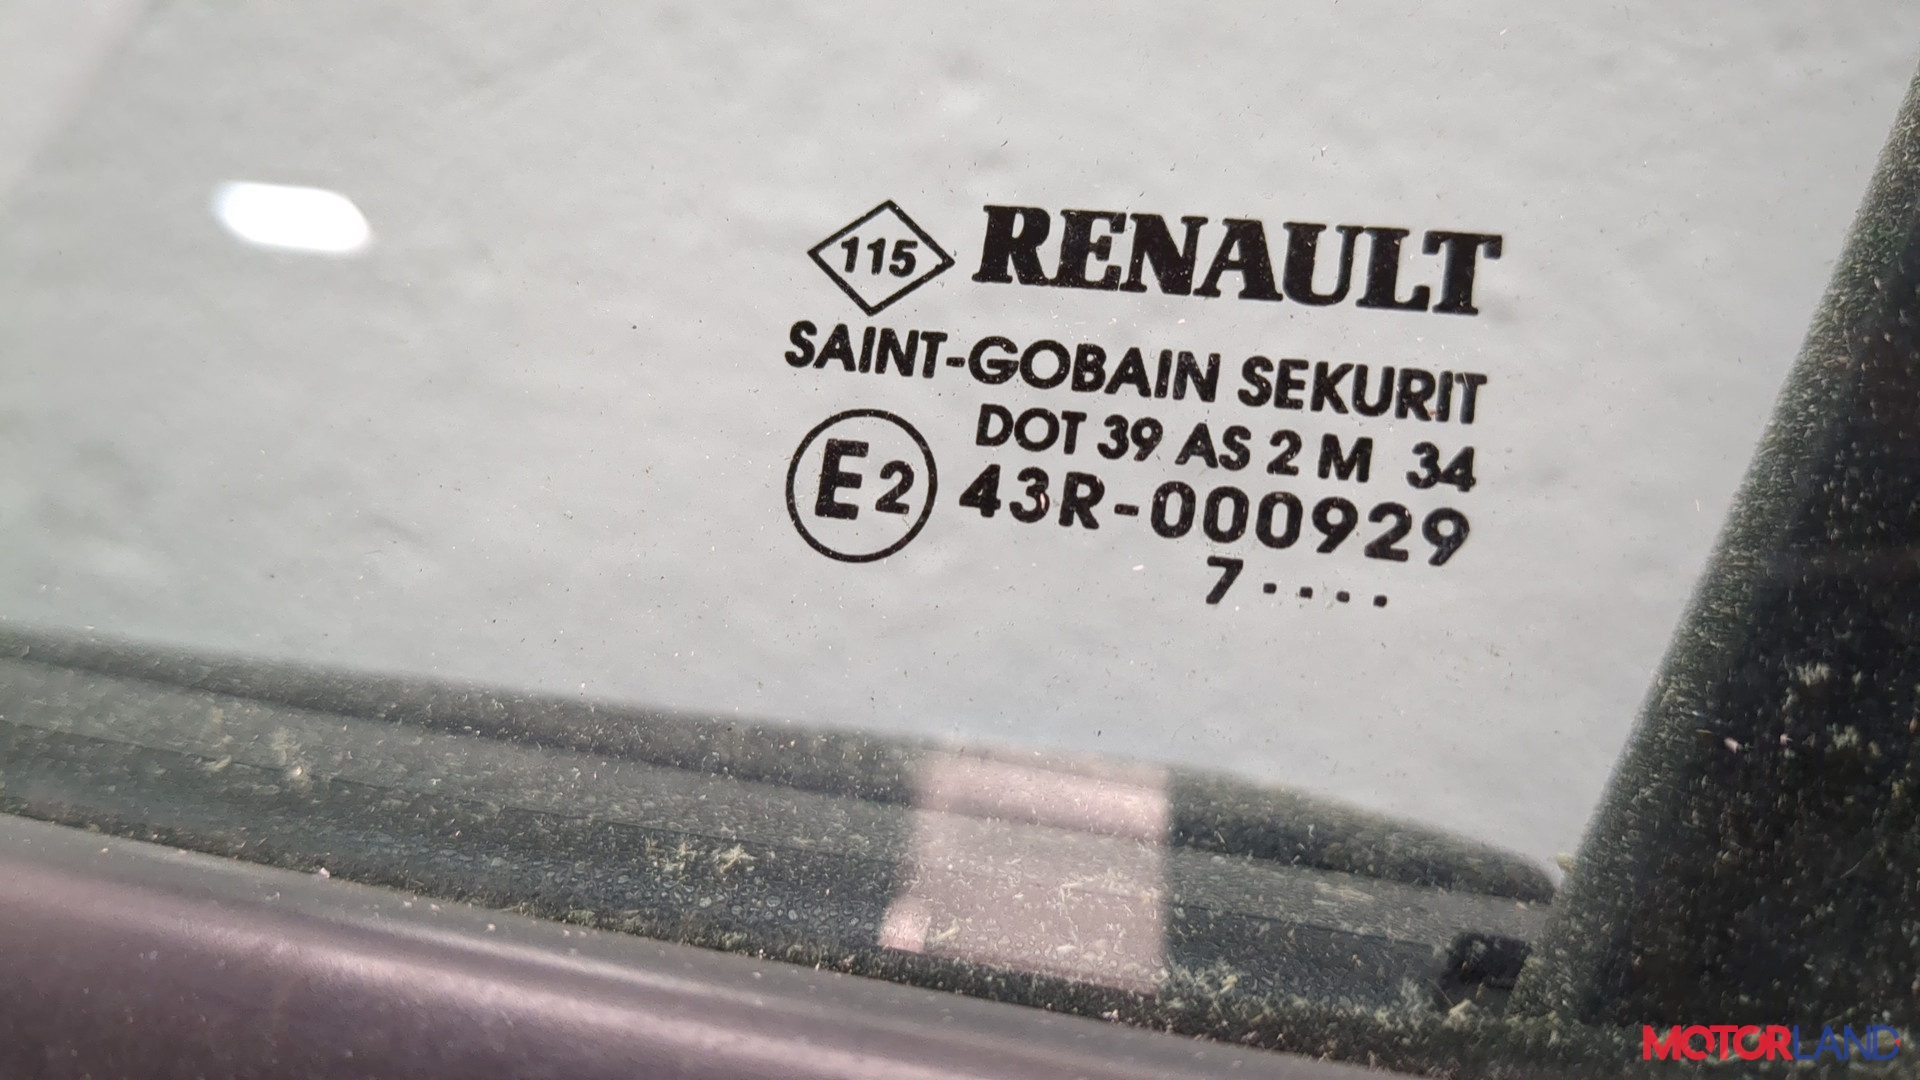 115 RENAULT
SAINT-GOBAIN SEKURIT
DOT 39 AS 2 M 34
E2 43R-000929
7 ....
MOTORLAND